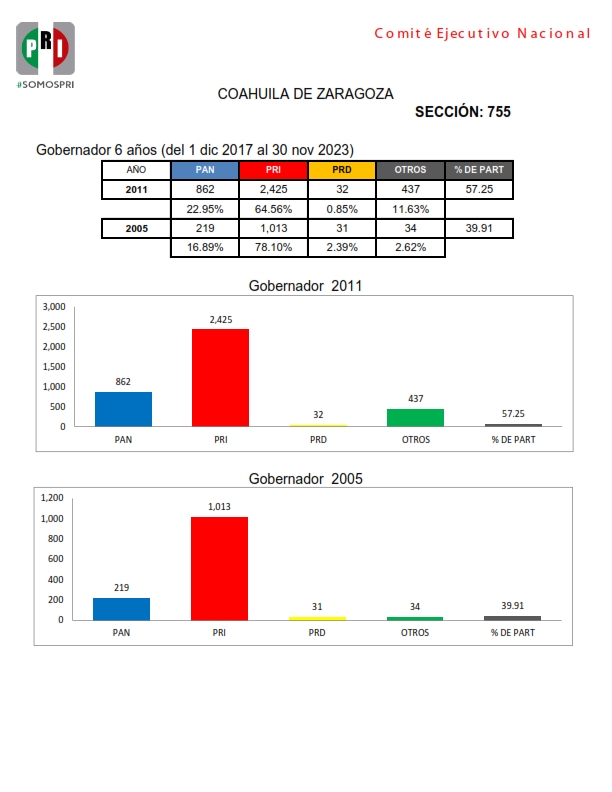 Comité Ejecutivo Nacional
PRI
#SOMOSPRI
COAHUILA DE ZARAGOZA
SECCIÓN: 755
Gobernador 6 años (del 1 dic 2017 al 30 nov 2023)
AÑO PAN PRI PRD OTROS % DE PART
2011 862 2,425 32 437 57.25
22.95% 64.56% 0.85% 11.63%
2005 219 1,013 31 34 39.91
16.89% 78.10% 2.39% 2.62%
Gobernador 2011
3,000
2,500
2,000
1,500
1,000
500
0
862
2,425
32
437
57.25
PAN PRI PRD OTROS % DE PART
Gobernador 2005
1,200
1,000
800
600
400
200
0
219
1,013
31
34
39.91
PAN PRI PRD OTROS % DE PART